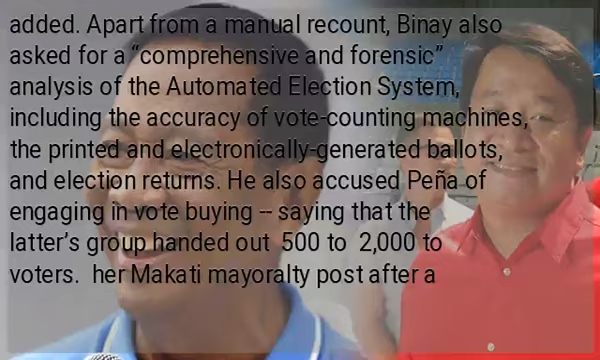 added. Apart from a manual recount, Binay also
asked for a “comprehensive and forensic”
analysis of the Automated Election System,
including the accuracy of vote-counting machines,
the printed and electronically-generated ballots,
and election returns. He also accused Peña of
engaging in vote buying -- saying that the
latter’s group handed out  500 to  2,000 to
voters.  her Makati mayoralty post after a